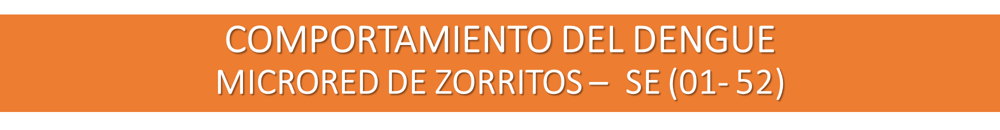 COMPORTAMIENTO DEL DENGUE
MICRORED DE ZORRITOS – SE (01- 52)